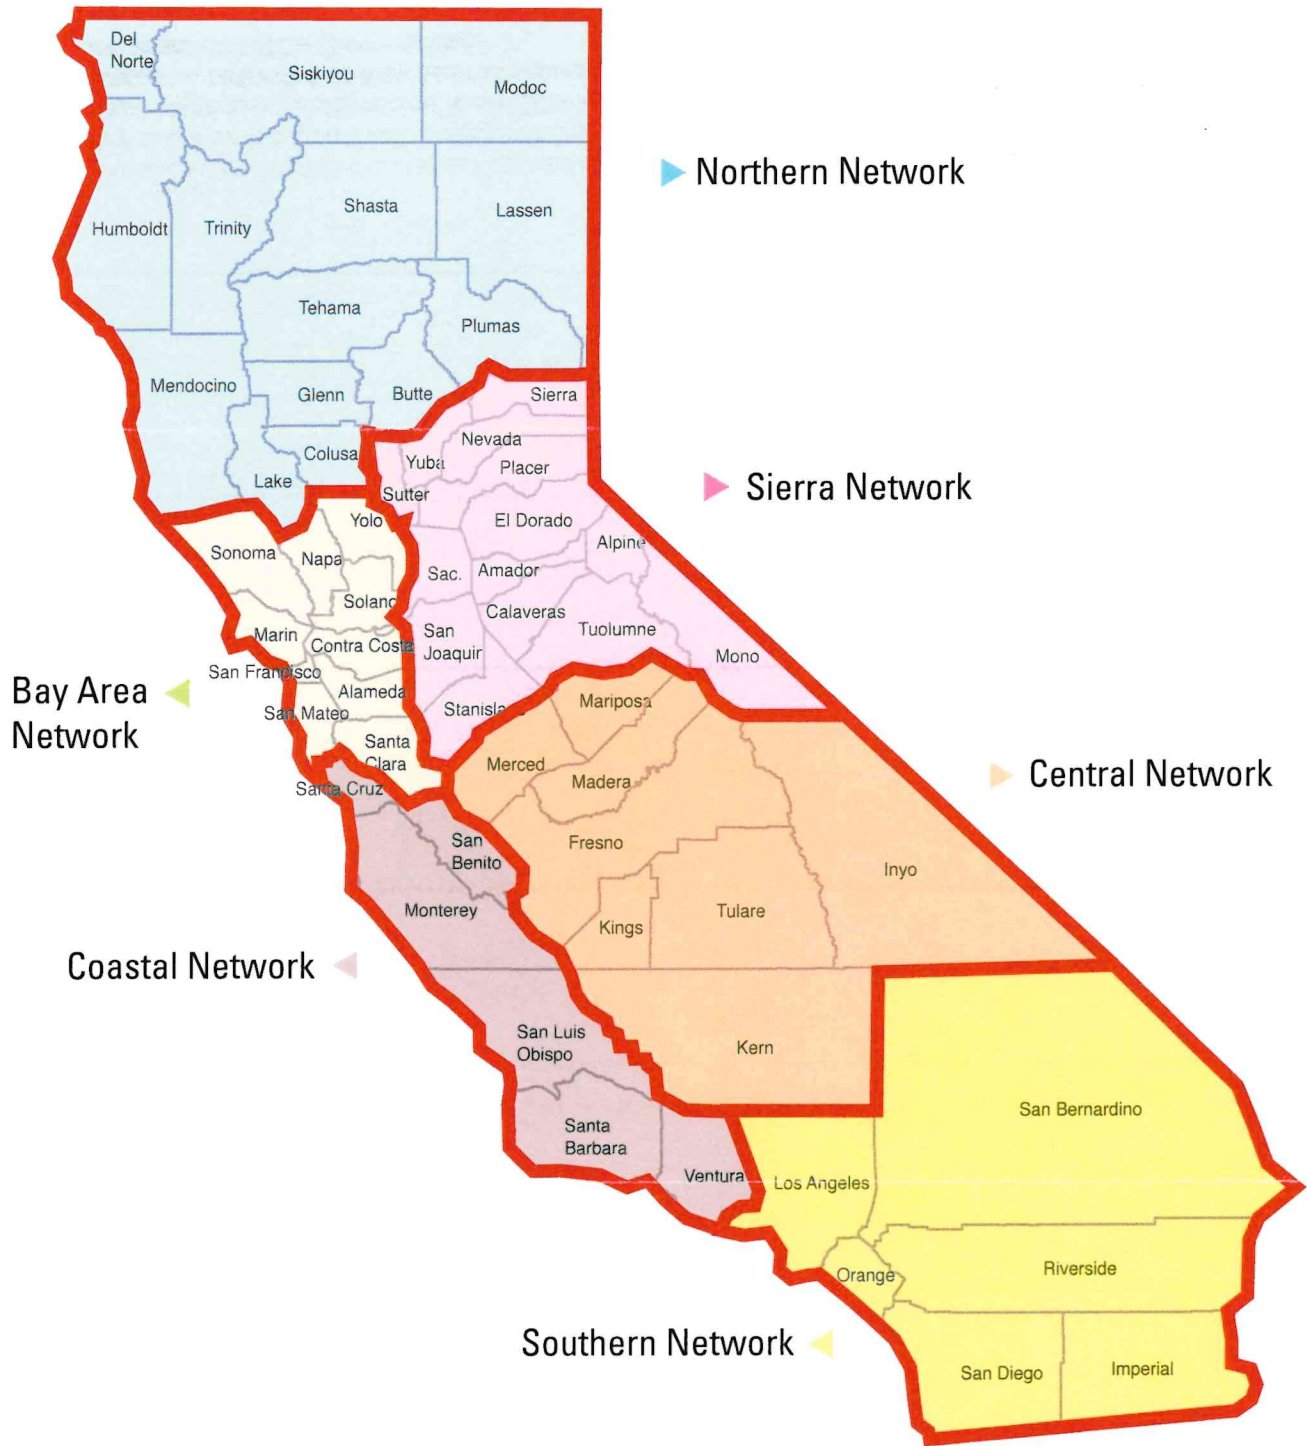 Del
Norte
Siskiyou
Modoc
Humboldt
Trinity
Shasta
Lassen
Tehama
Plumas
Mendocino
Glenn
Butte
Colusa
Lake
Northern Network
Sierra
Nevada
Yuba
Placer
Sutter
El Dorado
Alpine
Sac.
Amador
Calaveras
Tuolumne
San
Joaquir
Mono
Stanisla
Sierra Network
Sonoma
Napa
Yolo
Solano
Marin
Contra Costa
San Francisco
Alameda
San Mateo
Santa
Clara
Bay Area
Network
Mariposa
Merced
Madera
Fresno
Inyo
Kings
Tulare
Kern
Central Network
Santa Cruz
San
Benito
Monterey
San Luis
Obispo
Santa
Barbara
Ventura
Coastal Network
San Bernardino
Los Angeles
Orange
Riverside
San Diego
Imperial
Southern Network